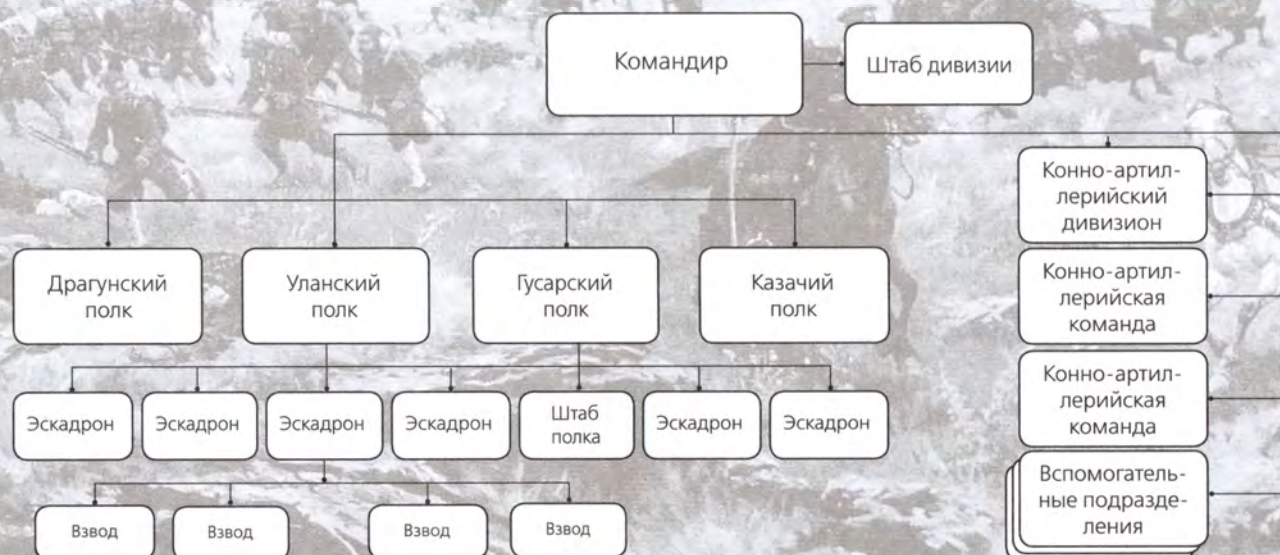 Командир
Штаб дивизии
Конно-артил-
лерийский
дивизион
Драгунский
полк
Уланский
полк
Гусарский
полк
Казачий
полк
Конно-артил-
лерийская
команда
Эскадрон
Эскадрон
Эскадрон
Эскадрон
Штаб
полка
Эскадрон
Эскадрон
Конно-артил-
лерийская
команда
Вспомогатель-
ные подразде-
ления
Взвод
Взвод
Взвод
Взвод